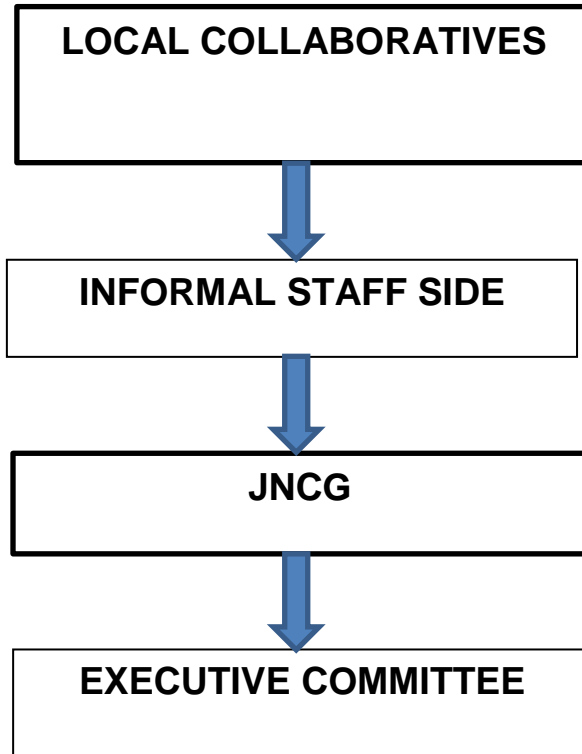 LOCAL COLLABORATIVES
INFORMAL STAFF SIDE
JNCG
EXECUTIVE COMMITTEE